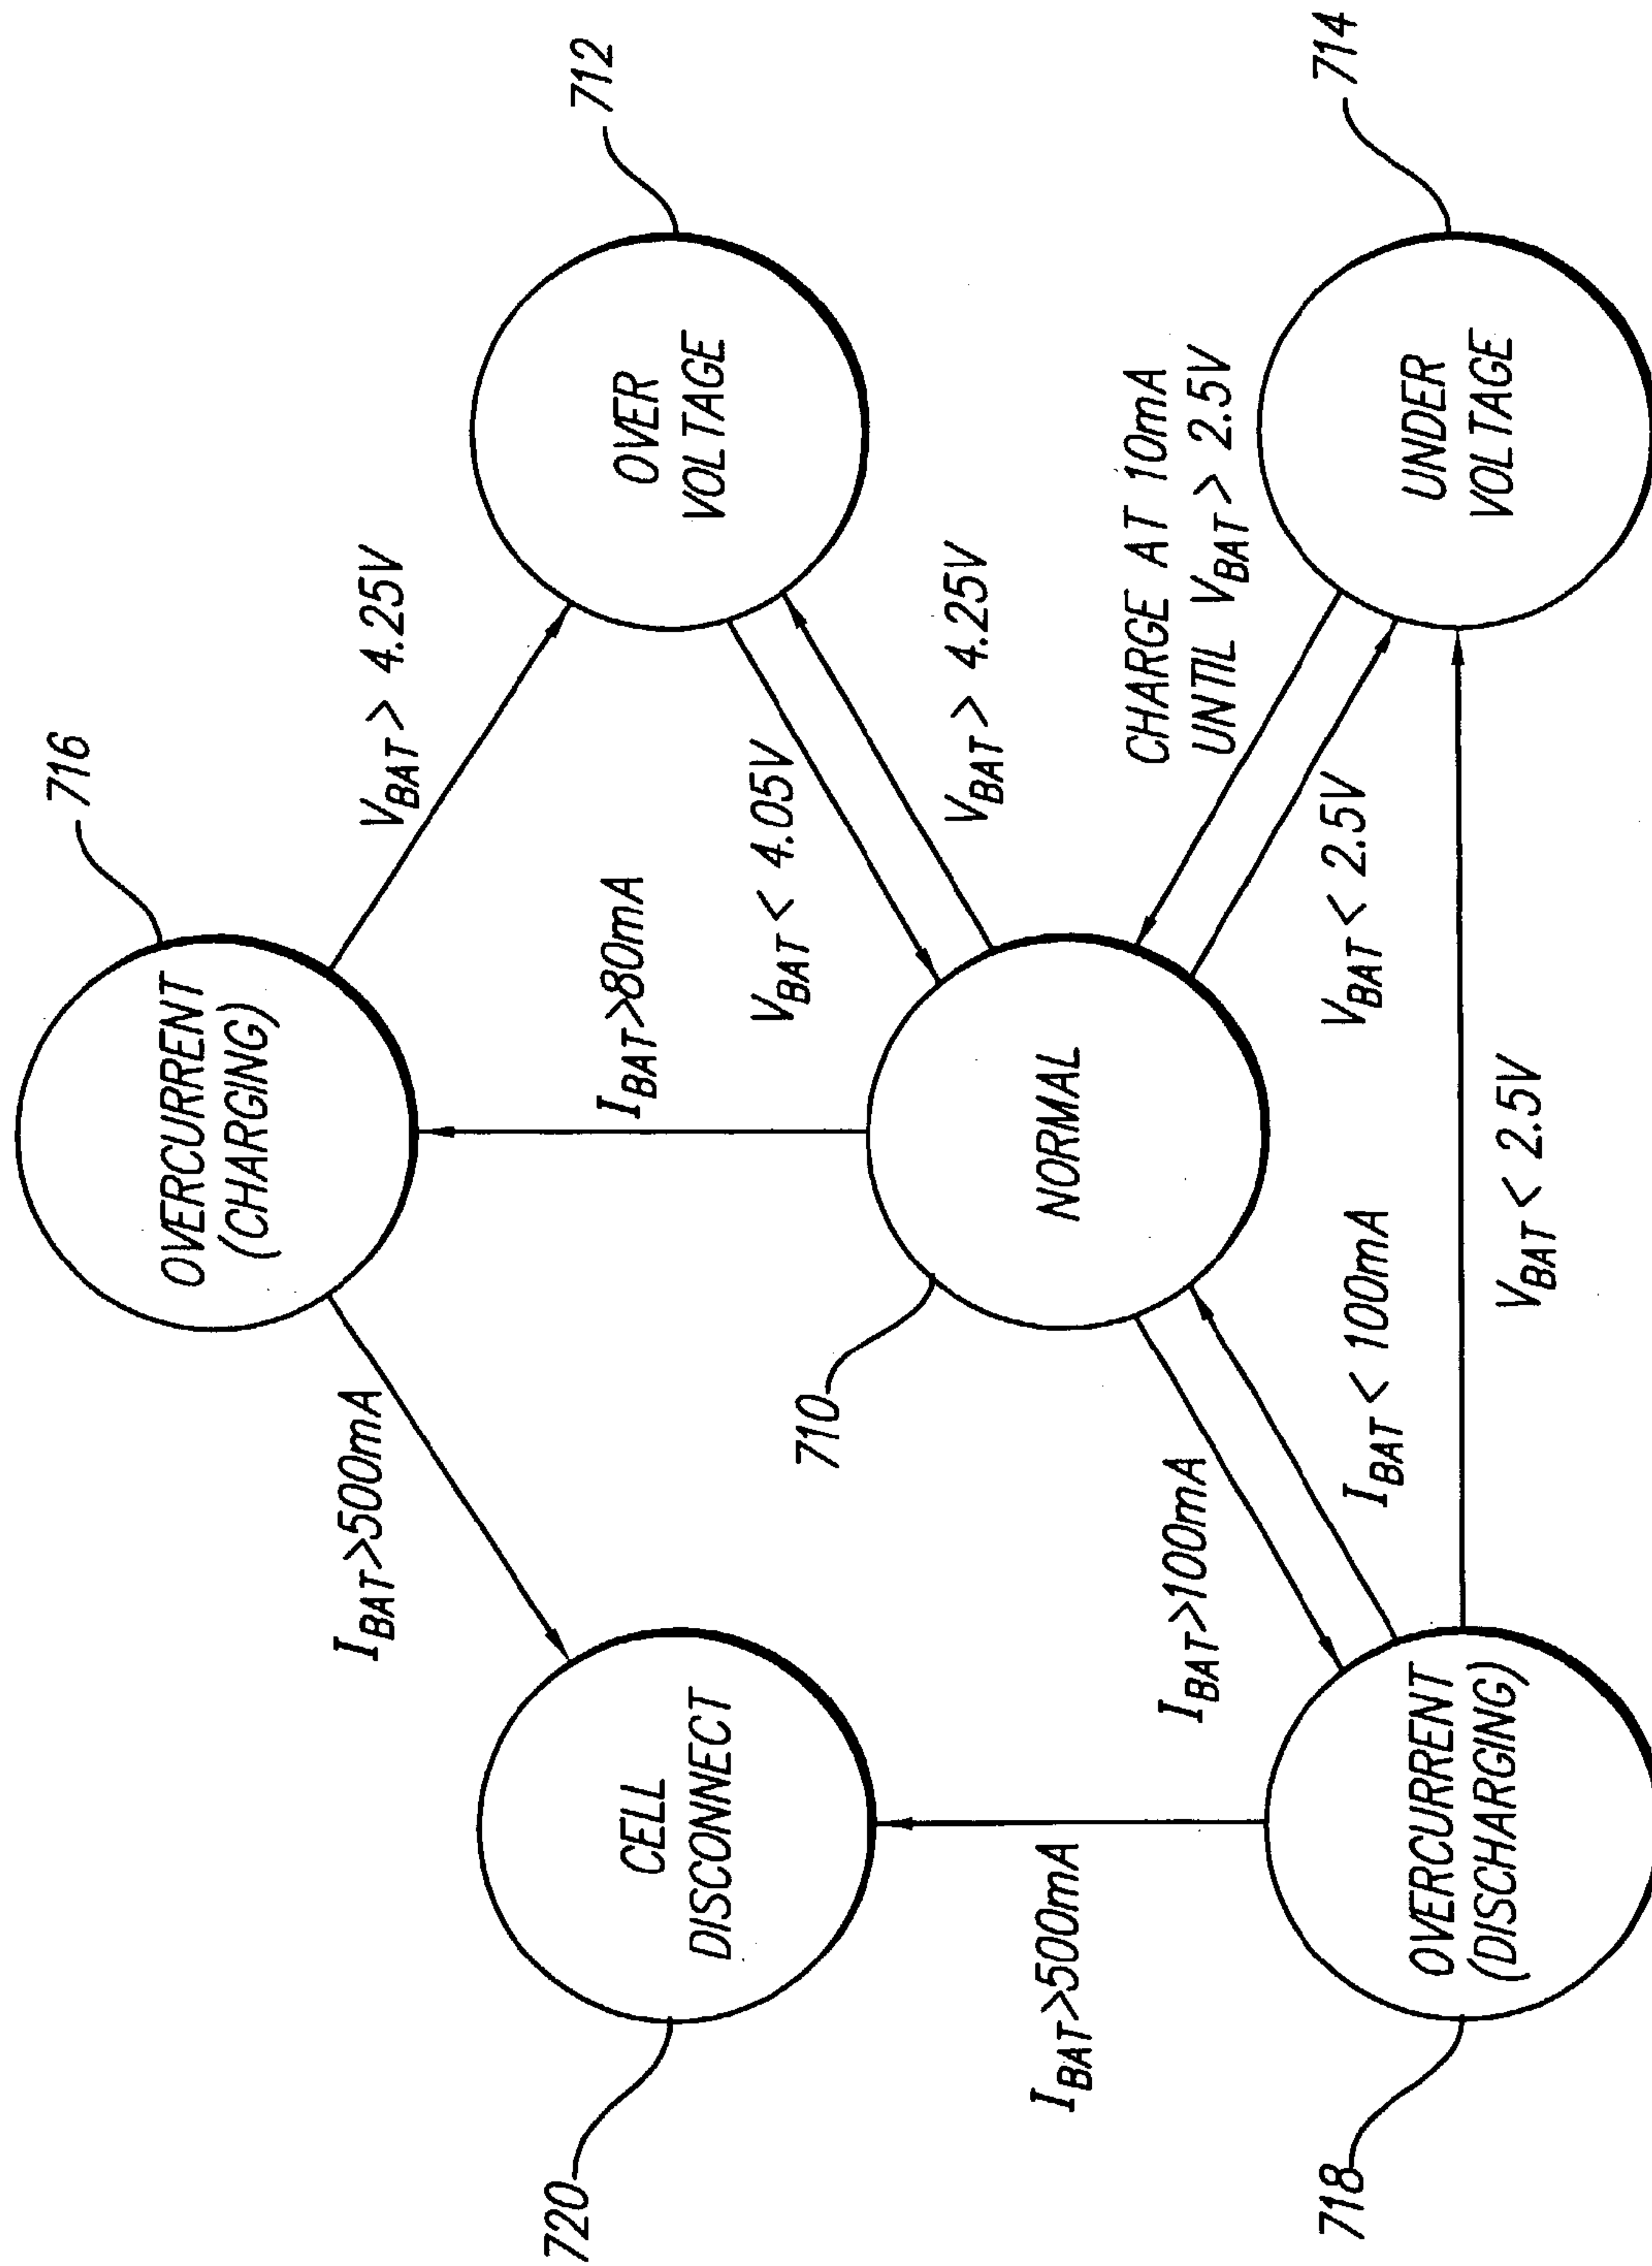 716
OVERCURRENT
(CHARGING)
I_BAT>500mA
V_BAT > 4.25V
720
CELL
DISCONNECT
I_BAT>80mA
OVER
VOLTAGE
712
V_BAT < 4.05V
V_BAT > 4.25V
710
NORMAL
I_BAT>500mA
I_BAT>100mA
I_BAT < 100mA
CHARGE AT 10mA
UNTIL V_BAT > 2.5V
V_BAT < 2.5V
718
OVERCURRENT
(DISCHARGING)
V_BAT < 2.5V
UNDER
VOLTAGE
714